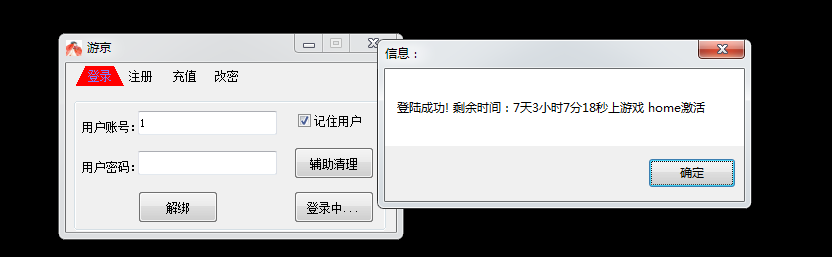 游京
登录 注册 充值 改密
用户账号: 1
记住用户
用户密码:
辅助清理
解绑
登录中...
信息:
登陆成功! 剩余时间:7天3小时7分18秒上游戏 home激活
确定